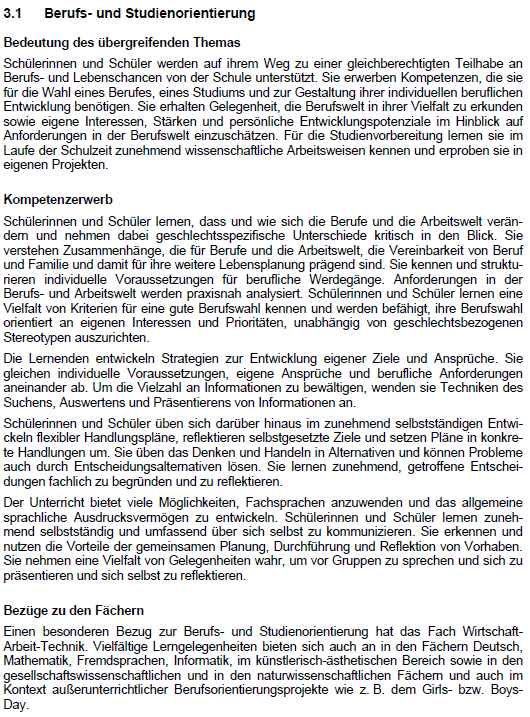 3.1 Berufs- und Studienorientierung
Bedeutung des übergreifenden Themas
Schülerinnen und Schüler werden auf ihrem Weg zu einer gleichberechtigten Teilhabe an
Berufs- und Lebenschancen von der Schule unterstützt. Sie erwerben Kompetenzen, die sie
für die Wahl eines Berufes, eines Studiums und zur Gestaltung ihrer individuellen beruflichen
Entwicklung benötigen. Sie erhalten Gelegenheit, die Berufswelt in ihrer Vielfalt zu erkunden
sowie eigene Interessen, Stärken und persönliche Entwicklungspotenziale im Hinblick auf
Anforderungen in der Berufswelt einzuschätzen. Für die Studienvorbereitung lernen sie im
Laufe der Schulzeit zunehmend wissenschaftliche Arbeitsweisen kennen und erproben sie in
eigenen Projekten.
Kompetenzerwerb
Schülerinnen und Schüler lernen, dass und wie sich die Berufe und die Arbeitswelt verän-
dern und nehmen dabei geschlechtsspezifische Unterschiede kritisch in den Blick. Sie
verstehen Zusammenhänge, die für Berufe und die Arbeitswelt, die Vereinbarkeit von Beruf
und Familie und damit für ihre weitere Lebensplanung prägend sind. Sie kennen und struktu-
rieren individuelle Voraussetzungen für berufliche Werdegänge. Anforderungen in der
Berufs- und Arbeitswelt werden praxisnah analysiert. Schülerinnen und Schüler lernen eine
Vielfalt von Kriterien für eine gute Berufswahl kennen und werden befähigt, ihre Berufswahl
orientiert an eigenen Interessen und Prioritäten, unabhängig von geschlechtsbezogenen
Stereotypen auszurichten.
Die Lernenden entwickeln Strategien zur Entwicklung eigener Ziele und Ansprüche. Sie
gleichen individuelle Voraussetzungen, eigene Ansprüche und berufliche Anforderungen
aneinander ab. Um die Vielzahl an Informationen zu bewältigen, wenden sie Techniken des
Suchens, Auswertens und Präsentierens von Informationen an.
Schülerinnen und Schüler üben sich darüber hinaus im zunehmend selbstständigen Entwi-
ckeln flexibler Handlungspläne, reflektieren selbstgesetzte Ziele und setzen Pläne in konkre-
te Handlungen um. Sie üben das Denken und Handeln in Alternativen und können Probleme
auch durch Entscheidungsalternativen lösen. Sie lernen zunehmend, getroffene Entschei-
dungen fachlich zu begründen und zu reflektieren.
Der Unterricht bietet viele Möglichkeiten, Fachsprachen anzuwenden und das allgemeine
sprachliche Ausdrucksvermögen zu entwickeln. Schülerinnen und Schüler lernen zuneh-
mend selbstständig und umfassend über sich selbst zu kommunizieren. Sie erkennen und
nutzen die Vorteile der gemeinsamen Planung, Durchführung und Reflektion von Vorhaben.
Sie nehmen eine Vielfalt von Gelegenheiten wahr, um vor Gruppen zu sprechen und sich zu
präsentieren und sich selbst zu reflektieren.
Bezüge zu den Fächern
Einen besonderen Bezug zur Berufs- und Studienorientierung hat das Fach Wirtschaft-
Arbeit-Technik. Vielfältige Lerngelegenheiten bieten sich auch an in den Fächern Deutsch,
Mathematik, Fremdsprachen, Informatik, im künstlerisch-ästhetischen Bereich sowie in den
gesellschaftswissenschaftlichen und in den naturwissenschaftlichen Fächern und auch im
Kontext außerunterrichtlicher Berufsorientierungsprojekte wie z. B. dem Girls- bzw. Boys-
Day.